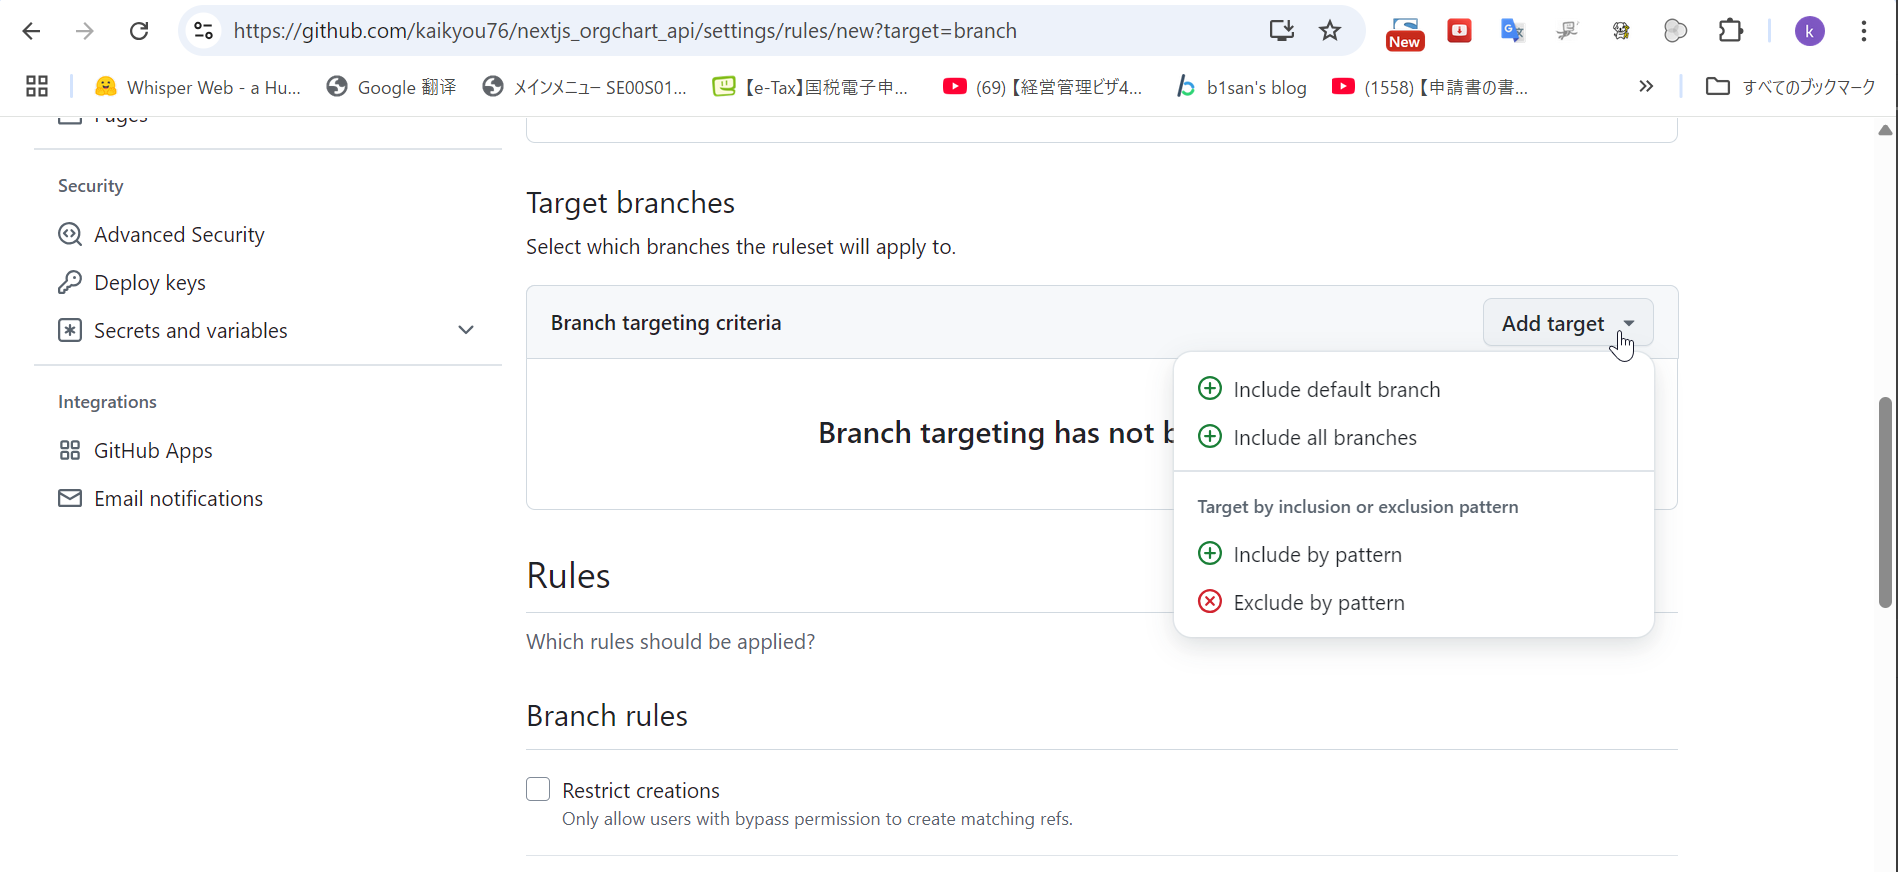 https://github.com/kaikyou76/nextjs_orgchart_api/settings/rules/new?target=branch
New
k
Whisper Web - a Hu...
Google 翻译
メインメニュー SE00S01...
【e-Tax】国税電子申...
(69)【経営管理ビザ4...
b1san's blog
(1558)【申請書の書...
すべてのブックマーク
Pages
Security
Advanced Security
Deploy keys
Secrets and variables
Integrations
GitHub Apps
Email notifications
Target branches
Select which branches the ruleset will apply to.
Branch targeting criteria
Add target
Branch targeting has not b
Include default branch
Include all branches
Target by inclusion or exclusion pattern
Include by pattern
Exclude by pattern
Rules
Which rules should be applied?
Branch rules
Restrict creations
Only allow users with bypass permission to create matching refs.